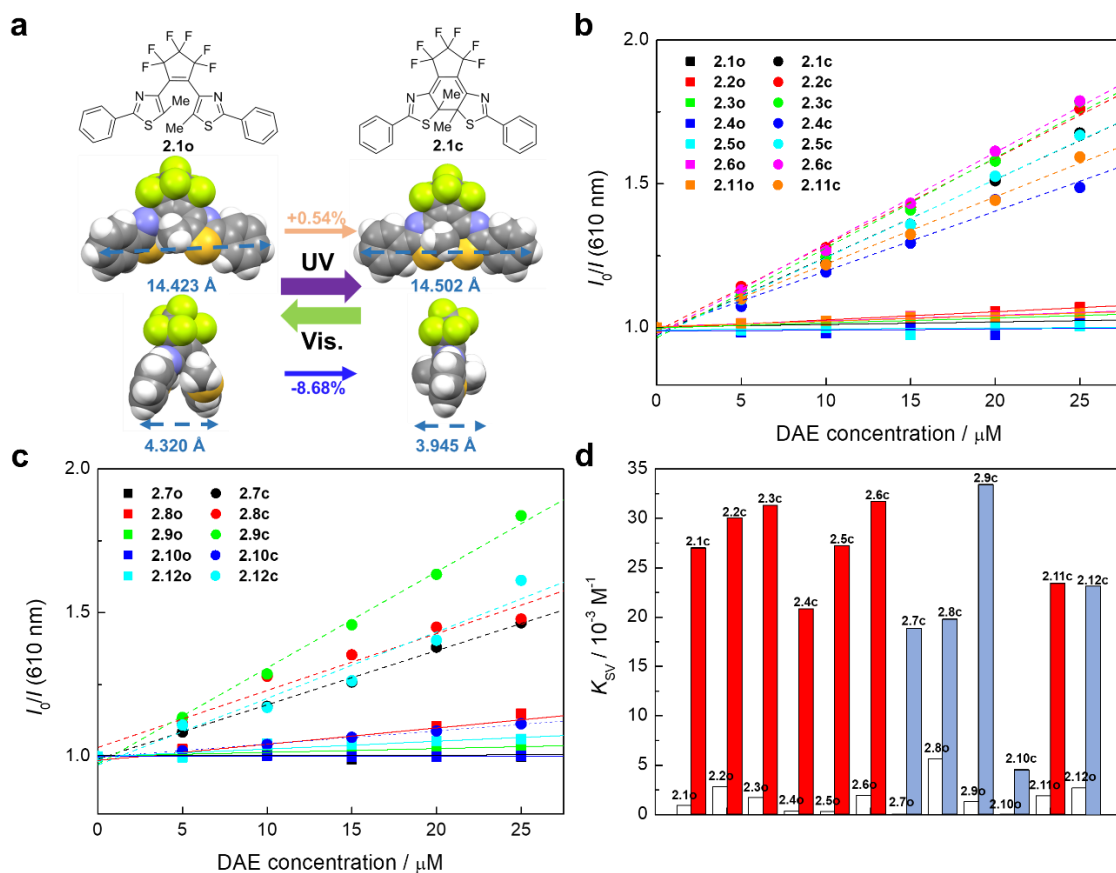 a
F F F F F F
N N
S S
Me
Me
2.1o
F F F F F F
N N
Me
S S
Me
2.1c
+0.54%
UV
14.423 Å
14.502 Å
Vis.
-8.68%
4.320 Å
3.945 Å
b
I0/I (610 nm)
2.0
1.5
1.0
2.1o 2.1c
2.2o 2.2c
2.3o 2.3c
2.4o 2.4c
2.5o 2.5c
2.6o 2.6c
2.11o 2.11c
0 5 10 15 20 25
DAE concentration / μM
c
I0/I (610 nm)
2.0
1.5
1.0
2.7o 2.7c
2.8o 2.8c
2.9o 2.9c
2.10o 2.10c
2.12o 2.12c
0 5 10 15 20 25
DAE concentration / μM
d
KSV / 10-3 M-1
35
30
25
20
15
10
5
0
2.1o
2.1c
2.2o
2.2c
2.3o
2.3c
2.4o
2.4c
2.5o
2.5c
2.6o
2.6c
2.7o
2.7c
2.8o
2.8c
2.9o
2.9c
2.10o
2.10c
2.11o
2.11c
2.12o
2.12c